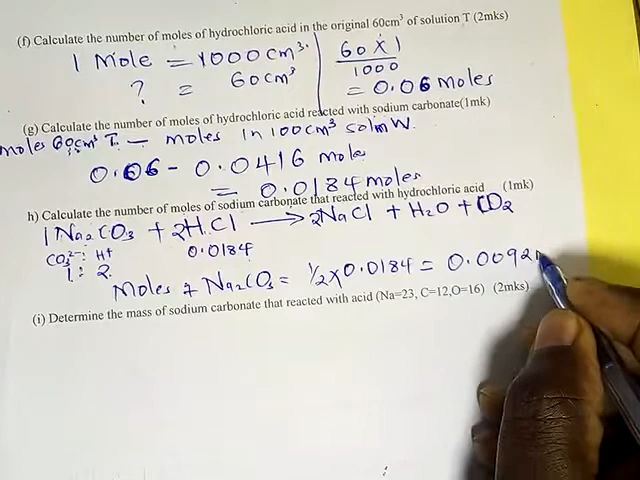 (f) Calculate the number of moles of hydrochloric acid in the original 60cm³ of solution T (2mks)
1 Mole = 1000cm³.
? = 60cm³
60 X 1
1000
= 0.06 Moles
(g) Calculate the number of moles of hydrochloric acid reacted with sodium carbonate(1mk)
moles 60cm³ T. – moles in 100cm³ soln W.
0.06 - 0.0416 moles
= 0.0184 moles
h) Calculate the number of moles of sodium carbonate that reacted with hydrochloric acid (1mk)
1 Na₂CO₃ + 2HCl → 2NaCl + H₂O + CO₂
CO₃²⁻ : H⁺ 0.0184
1 : 2
Moles of Na₂CO₃ = 1/2 x 0.0184 = 0.0092
(i) Determine the mass of sodium carbonate that reacted with acid (Na=23, C=12,O=16) (2mks)